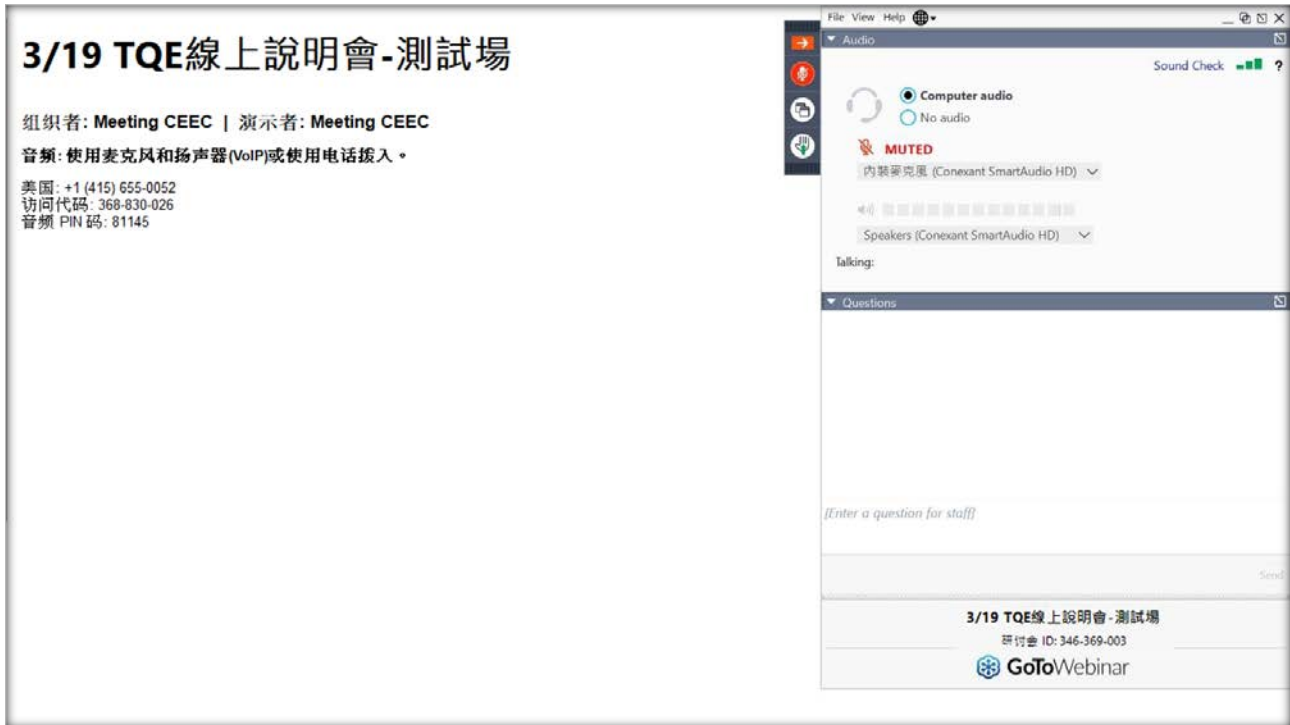 3/19 TQE線上說明會-測試場
组织者: Meeting CEEC | 演示者: Meeting CEEC
音频: 使用麦克风和扬声器(VoIP)或使用电话拨入。
美国: +1 (415) 655-0052
访问代码: 368-830-026
音频 PIN 码: 81145
File View Help
Audio
Sound Check ?
Computer audio
No audio
MUTED
內裝麥克風 (Conexant SmartAudio HD)
Speakers (Conexant SmartAudio HD)
Talking:
Questions
[Enter a question for staff]
Send
3/19 TQE線上說明會-測試場
研讨会 ID: 346-369-003
GoToWebinar